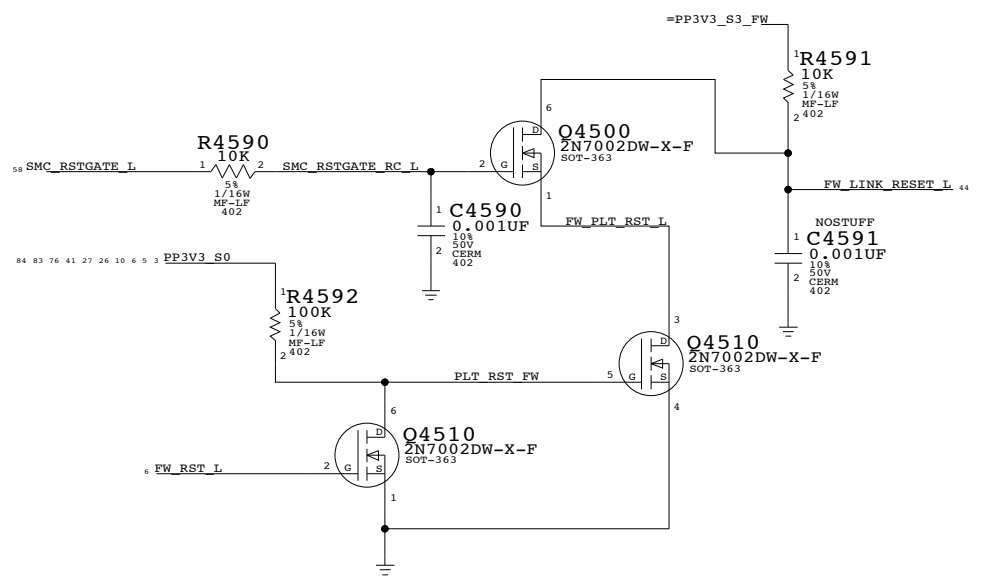 =PP3V3_S3_FW
1
R4591
10K
5%
1/16W
MF-LF
402
2
6
D
Q4500
2N7002DW-X-F
SOT-363
R4590
10K
58 SMC_RSTGATE_L
1
2
SMC_RSTGATE_RC_L
2
G
S
1
5%
1/16W
MF-LF
402
FW_LINK_RESET_L 44
1
C4590
0.001UF
10%
50V
CERM
402
2
FW_PLT_RST_L
NOSTUFF
1
C4591
0.001UF
10%
50V
CERM
402
2
84 83 76 41 27 26 10 6 5 3 PP3V3_S0
1
R4592
100K
5%
1/16W
MF-LF
402
2
3
D
Q4510
2N7002DW-X-F
SOT-363
PLT_RST_FW
5
G
S
4
6
D
Q4510
2N7002DW-X-F
SOT-363
6 FW_RST_L
2
G
S
1